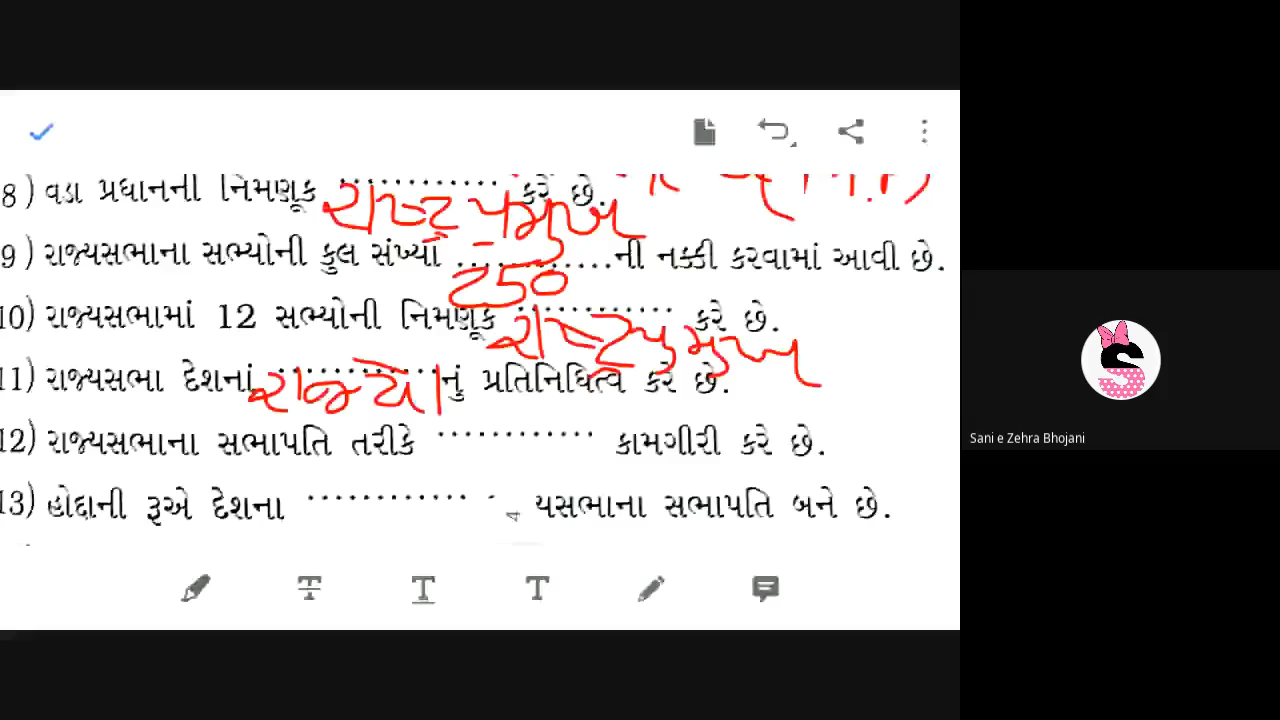 8) વડા પ્રધાનની નિમણૂક ............ કરે છે.
રાષ્ટ્રપ્રમુખ
9) રાજ્યસભાના સભ્યોની કુલ સંખ્યા ............ની નક્કી કરવામાં આવી છે.
250
10) રાજ્યસભામાં 12 સભ્યોની નિમણૂક ............ કરે છે.
રાષ્ટ્રપ્રમુખ
11) રાજ્યસભા દેશનાં ............નું પ્રતિનિધિત્વ કરે છે.
રાજ્યો
12) રાજ્યસભાના સભાપતિ તરીકે ............ કામગીરી કરે છે.
13) હોદ્દાની રૂએ દેશના ............ યસભાના સભાપતિ બને છે.
Sani e Zehra Bhojani